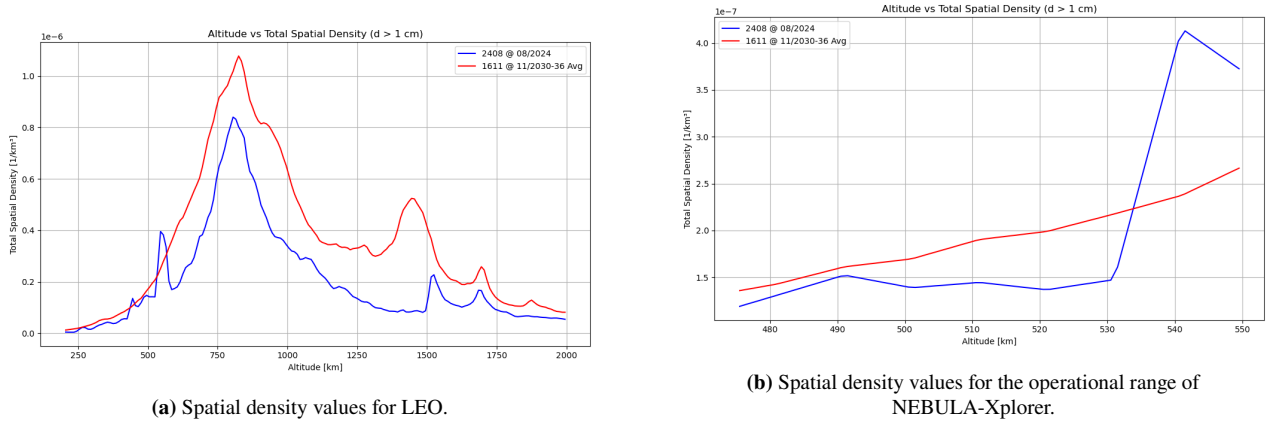 1e−6
Altitude vs Total Spatial Density (d > 1 cm)
2408 @ 08/2024
1611 @ 11/2030-36 Avg
Total Spatial Density [1/km³]
1.0
0.8
0.6
0.4
0.2
0.0
250
500
750
1000
1250
1500
1750
2000
Altitude [km]
(a) Spatial density values for LEO.
1e−7
Altitude vs Total Spatial Density (d > 1 cm)
2408 @ 08/2024
1611 @ 11/2030-36 Avg
Total Spatial Density [1/km³]
4.0
3.5
3.0
2.5
2.0
1.5
480
490
500
510
520
530
540
550
Altitude [km]
(b) Spatial density values for the operational range of
NEBULA-Xplorer.